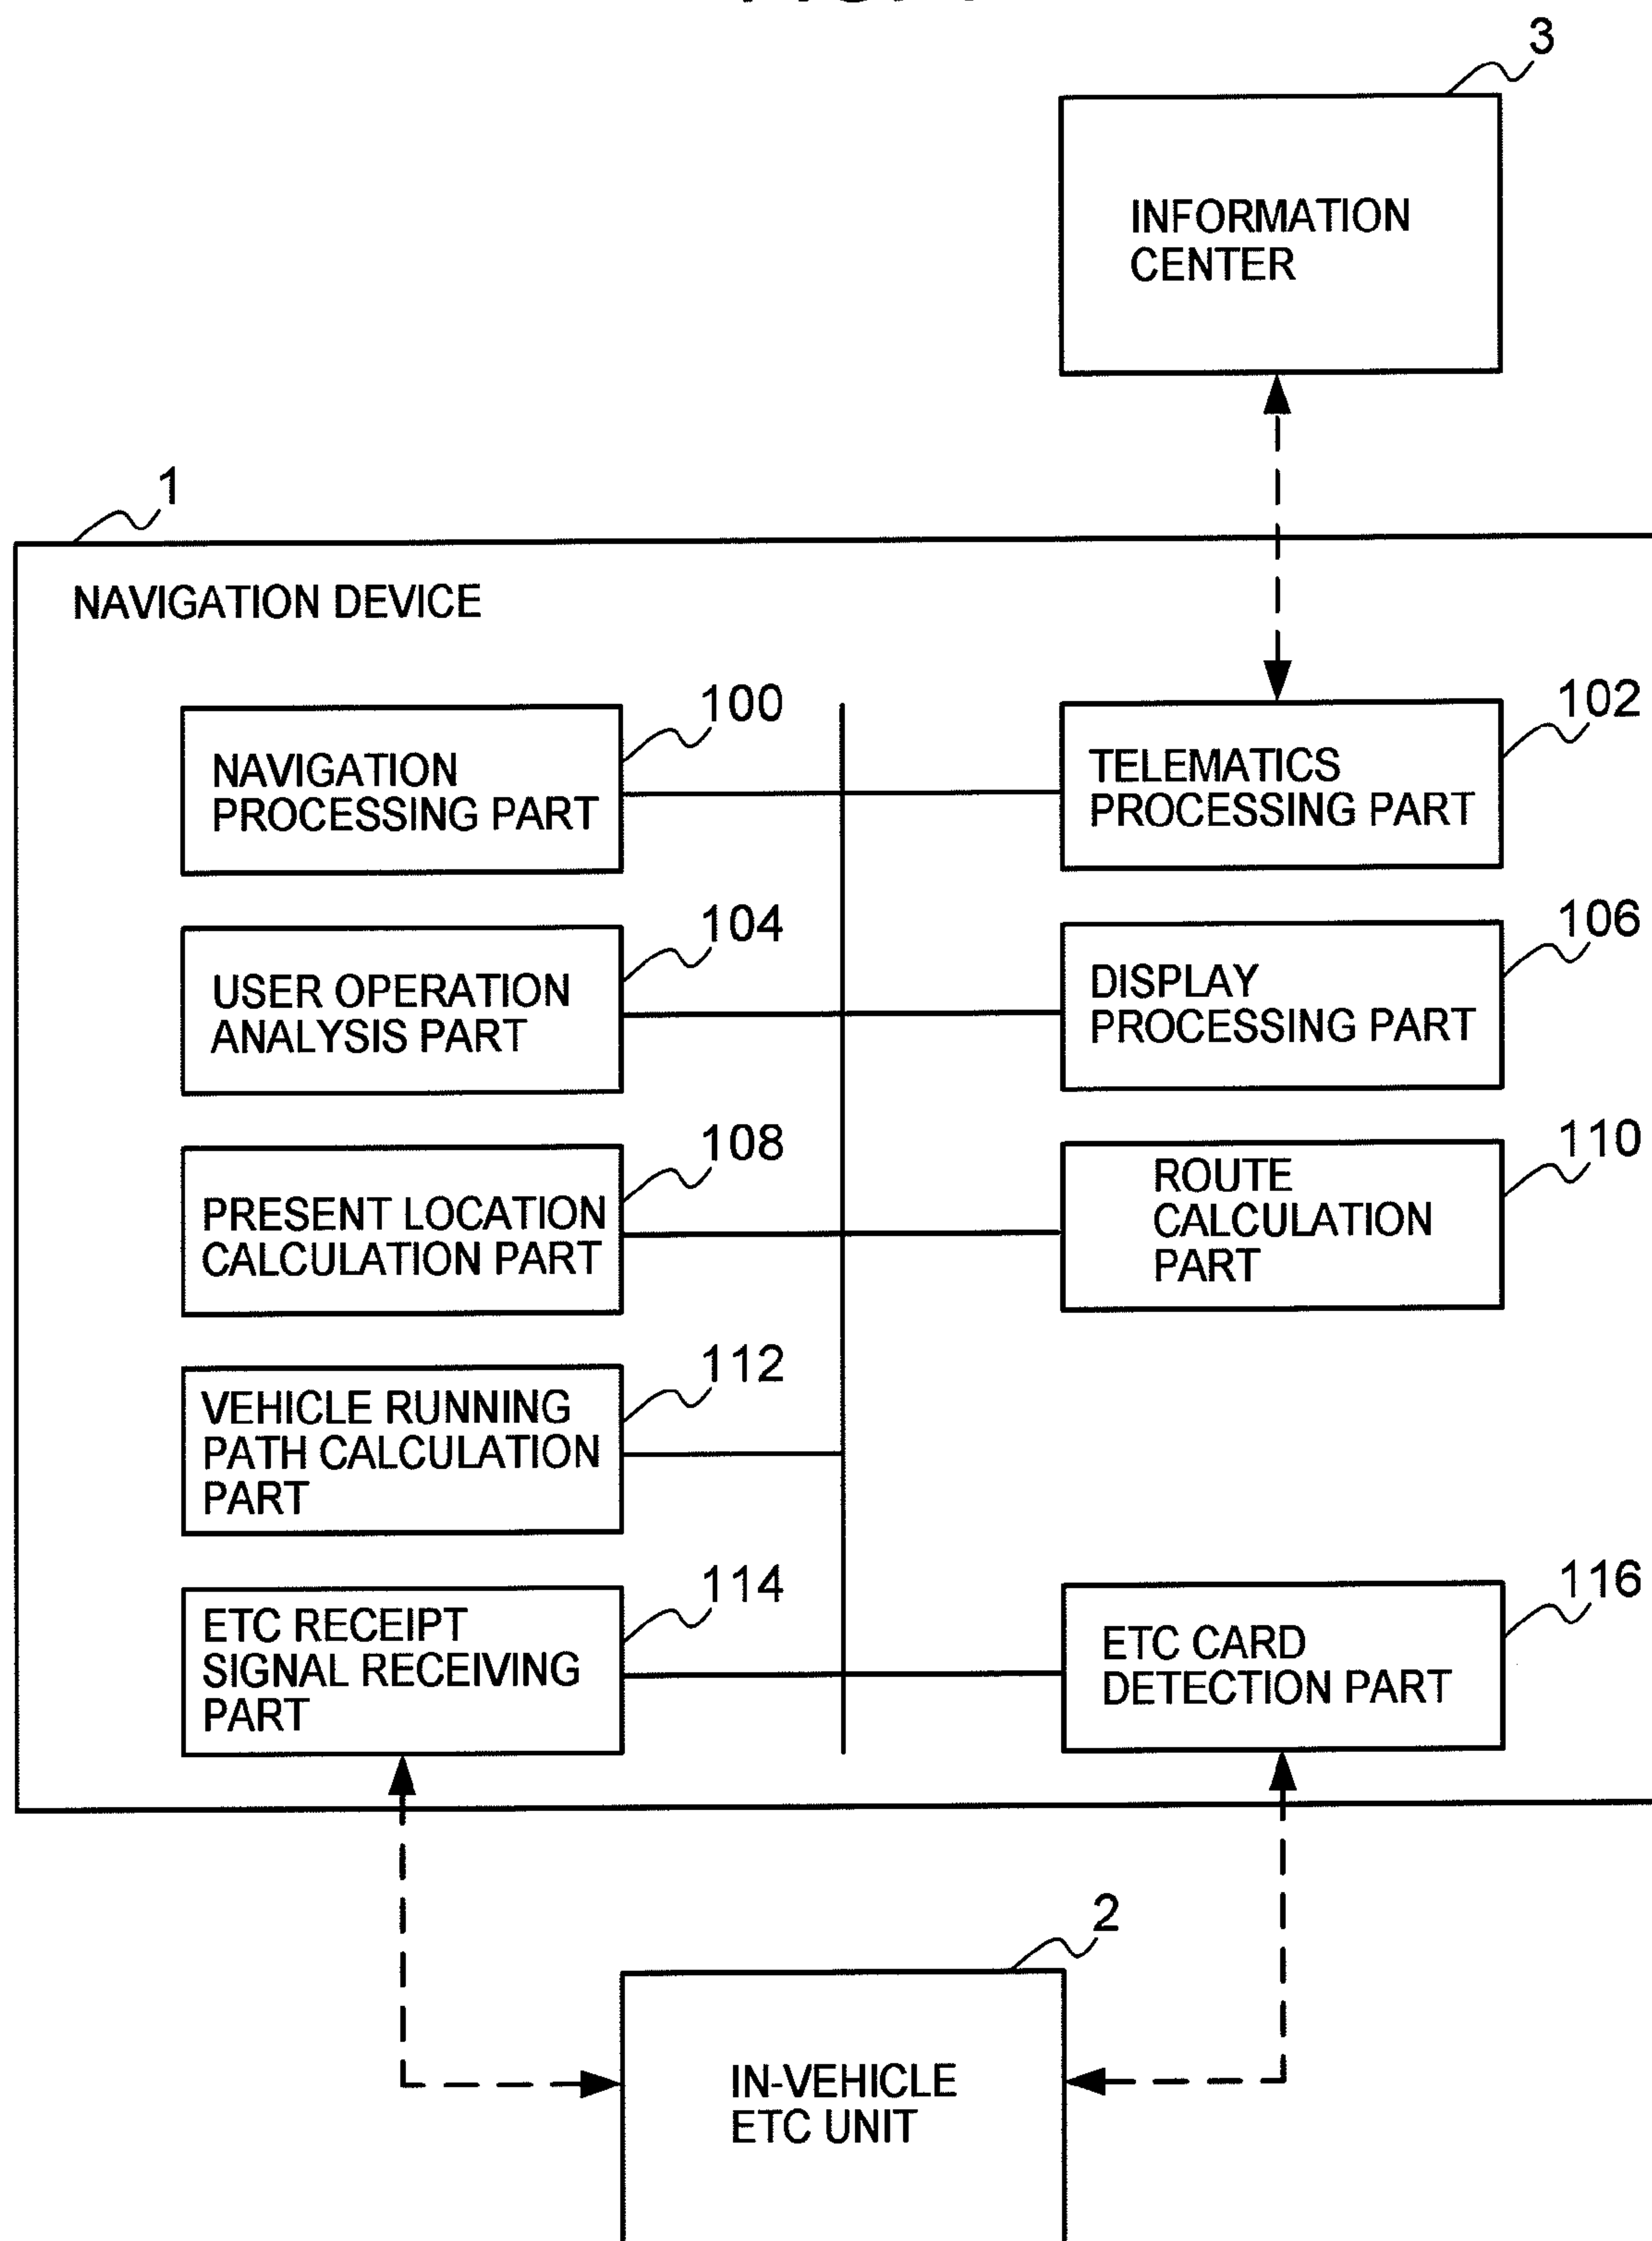 3
INFORMATION
CENTER
1
NAVIGATION DEVICE
100
NAVIGATION
PROCESSING PART
102
TELEMATICS
PROCESSING PART
104
USER OPERATION
ANALYSIS PART
106
DISPLAY
PROCESSING PART
108
PRESENT LOCATION
CALCULATION PART
110
ROUTE
CALCULATION
PART
112
VEHICLE RUNNING
PATH CALCULATION
PART
114
ETC RECEIPT
SIGNAL RECEIVING
PART
116
ETC CARD
DETECTION PART
2
IN-VEHICLE
ETC UNIT